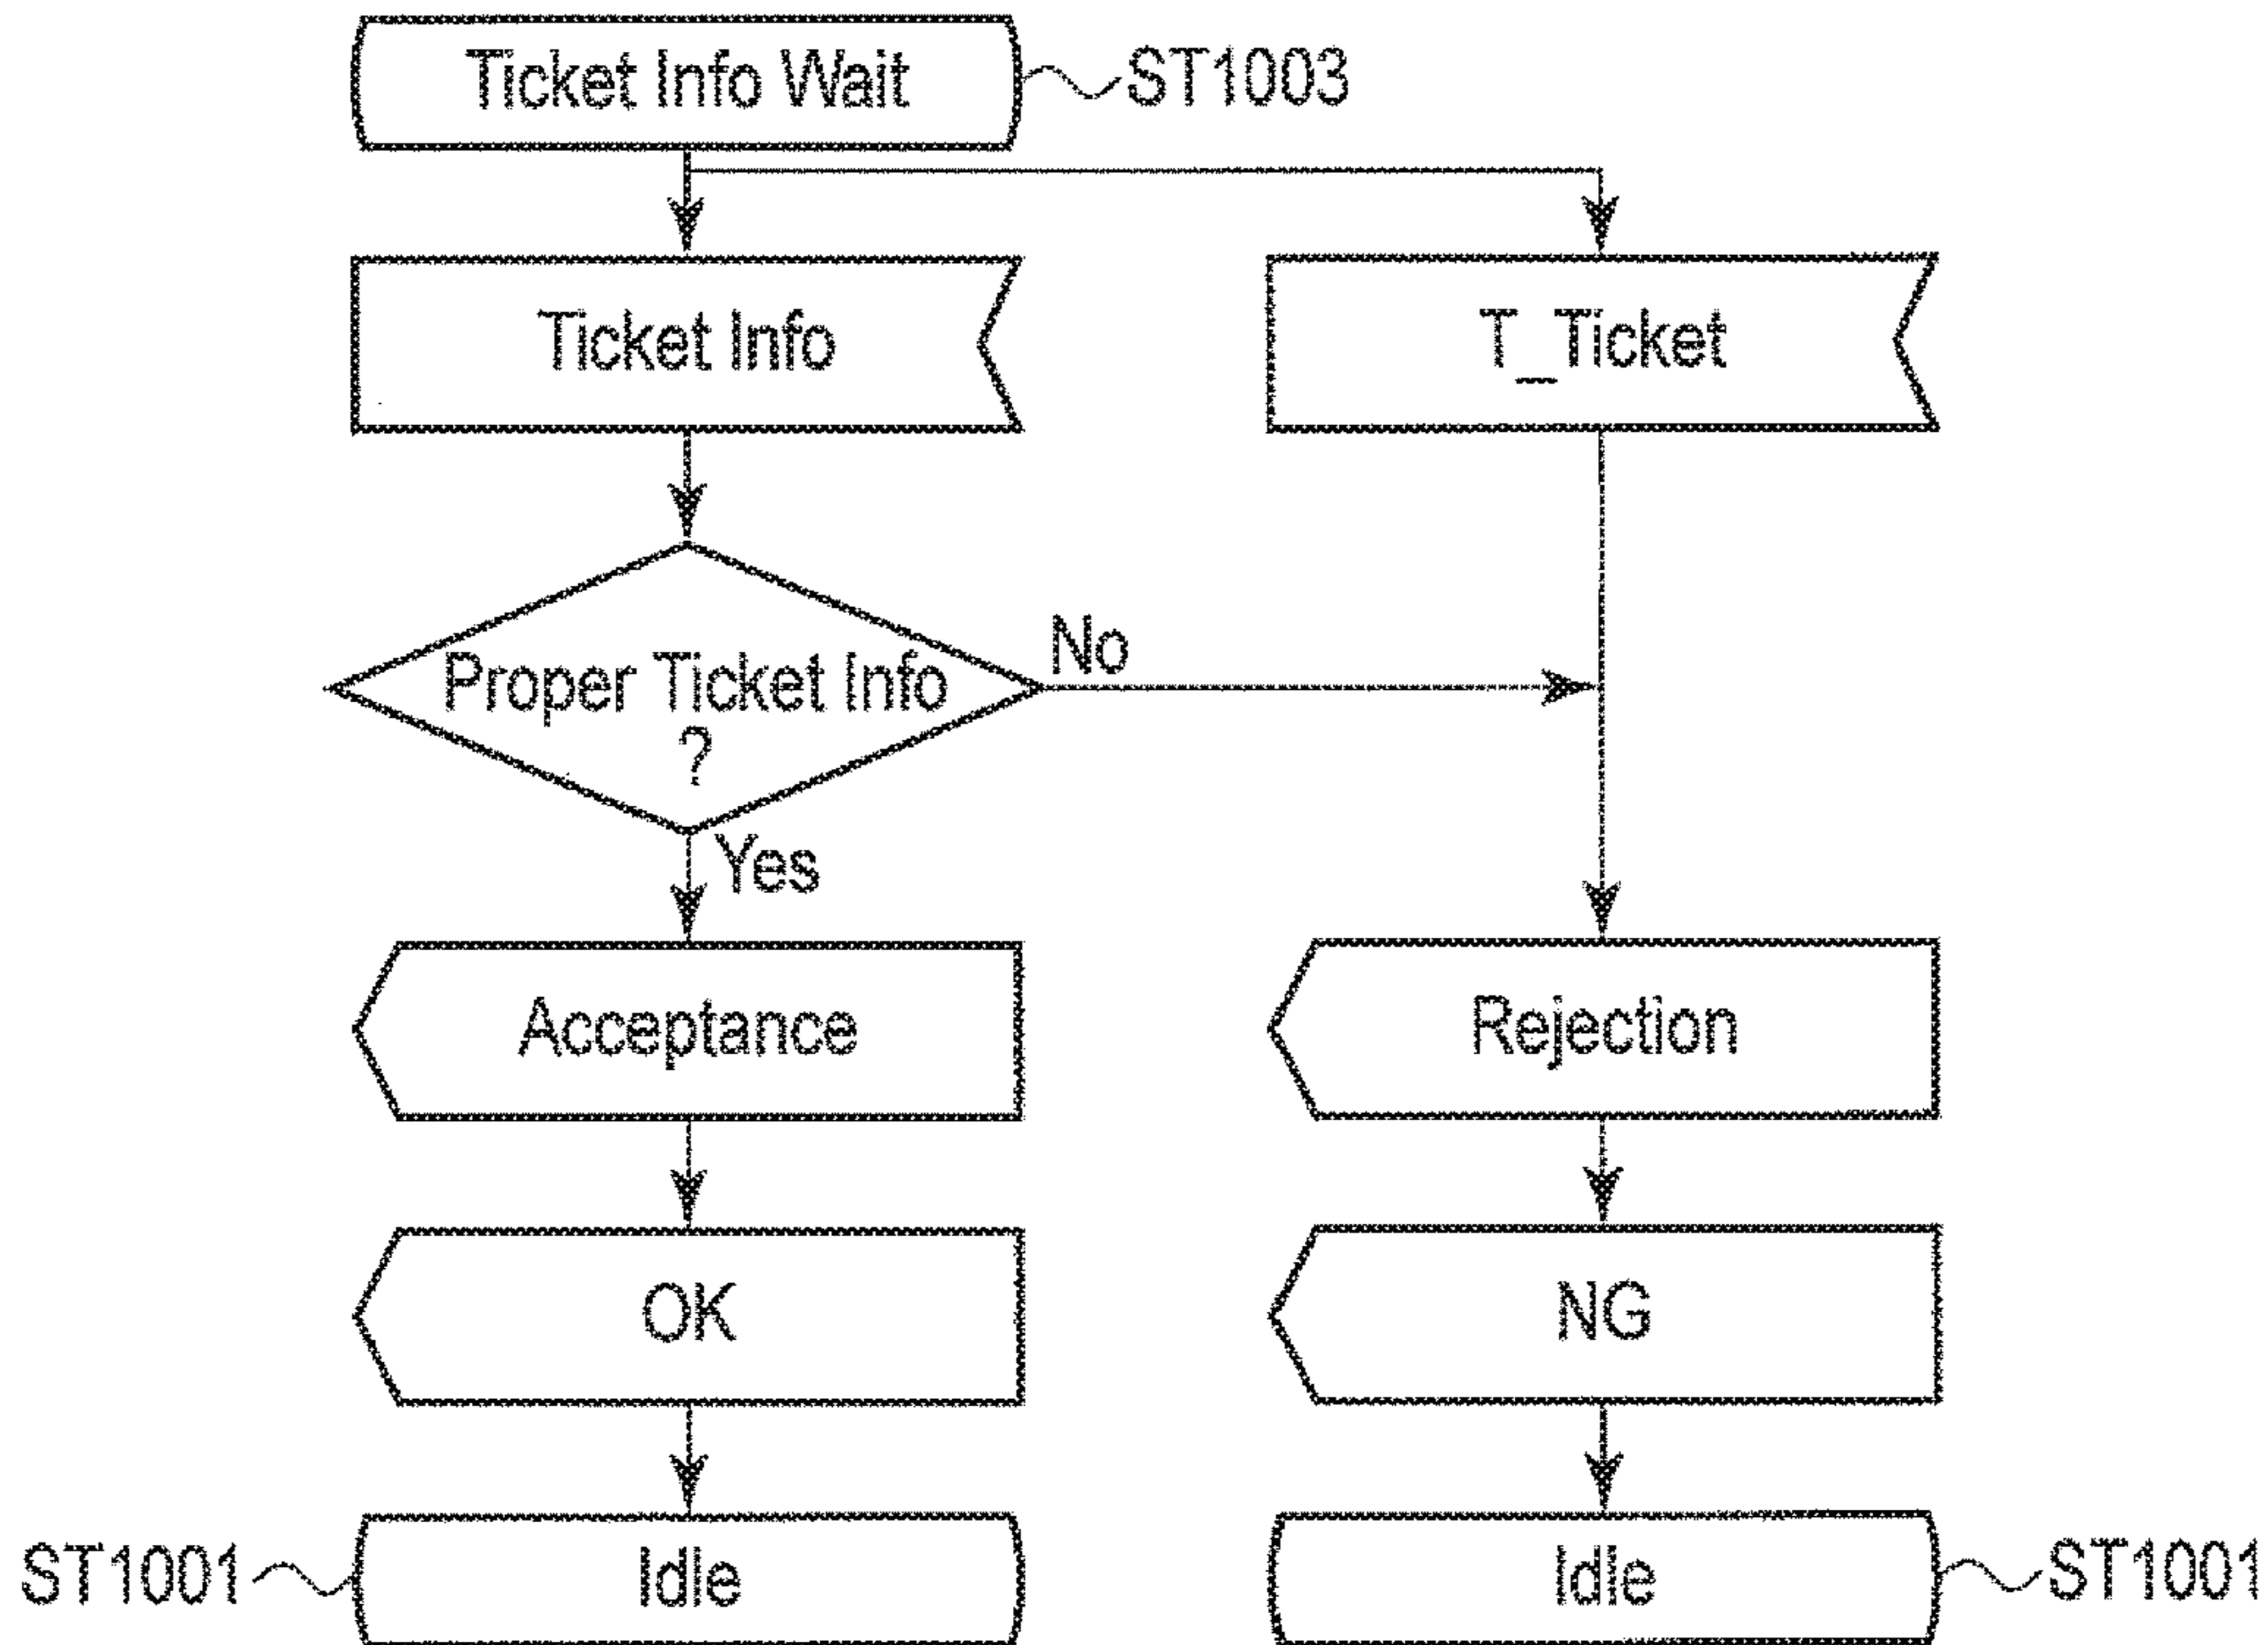 Ticket Info Wait
ST1003
Ticket Info
T_Ticket
Proper Ticket Info
?
No
Yes
Acceptance
Rejection
OK
NG
ST1001
Idle
Idle
ST1001